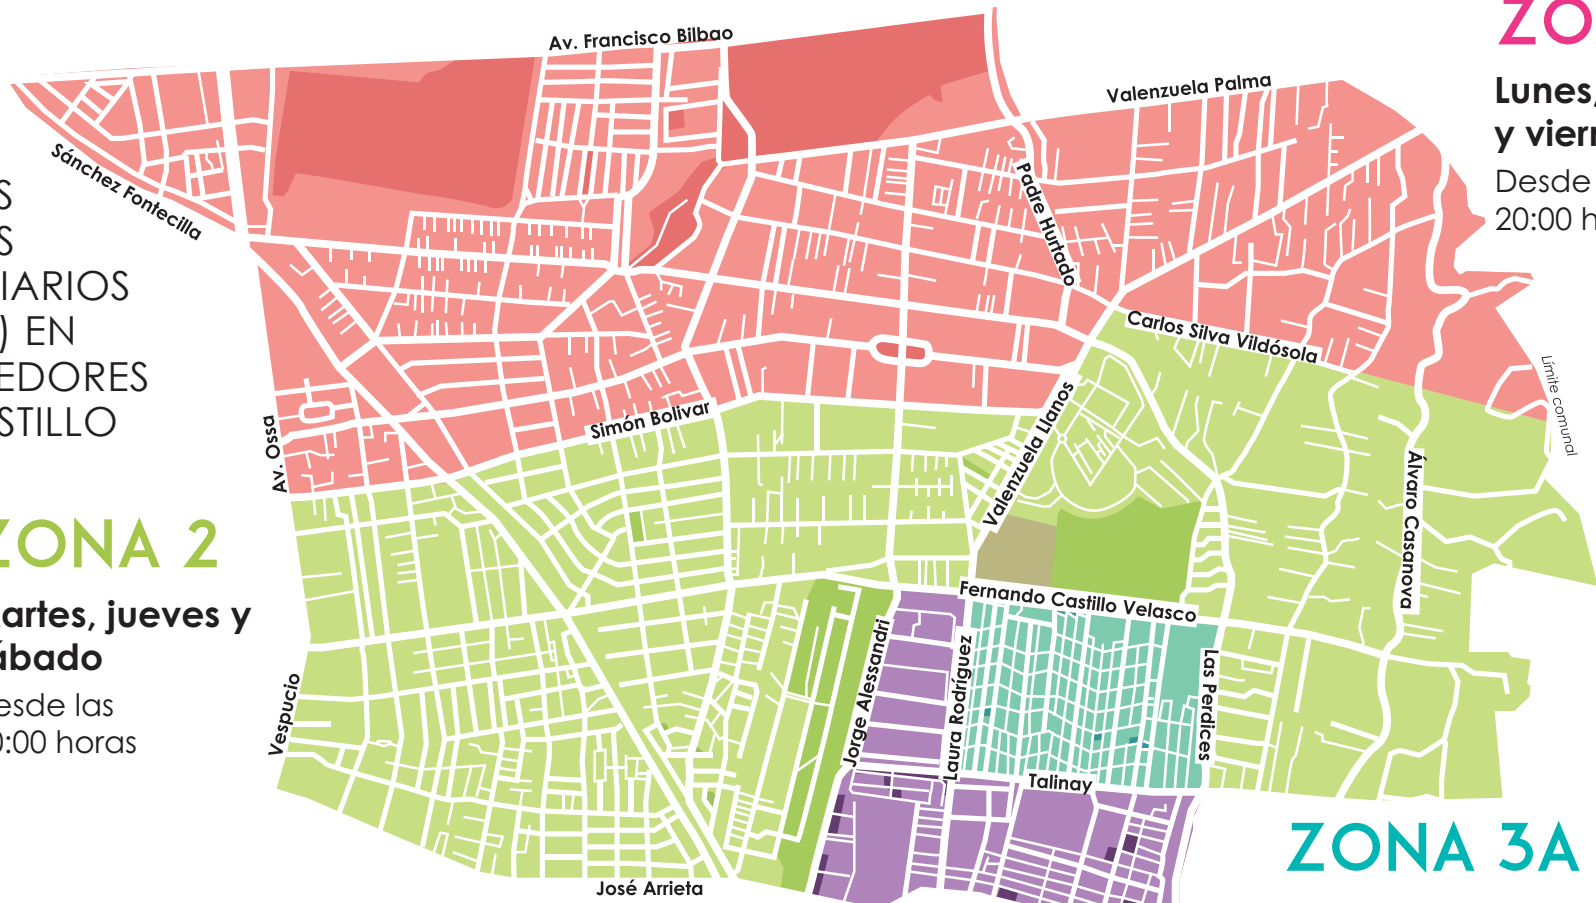 ZO
Lunes,
y vier
Desde
20:00 h
S
S
IARIOS
) EN
EDORES
STILLO
ZONA 2
artes, jueves y
ábado
esde las
0:00 horas
ZONA 3A
Av. Francisco Bilbao
Valenzuela Palma
Sánchez Fontecilla
Padre Hurtado
Carlos Silva Vildósola
Límite comunal
Simón Bolívar
Av. Ossa
Valenzuela Llanos
Álvaro Casanova
Fernando Castillo Velasco
Jorge Alessandri
Laura Rodríguez
Las Perdices
Vespucio
Talinay
José Arrieta